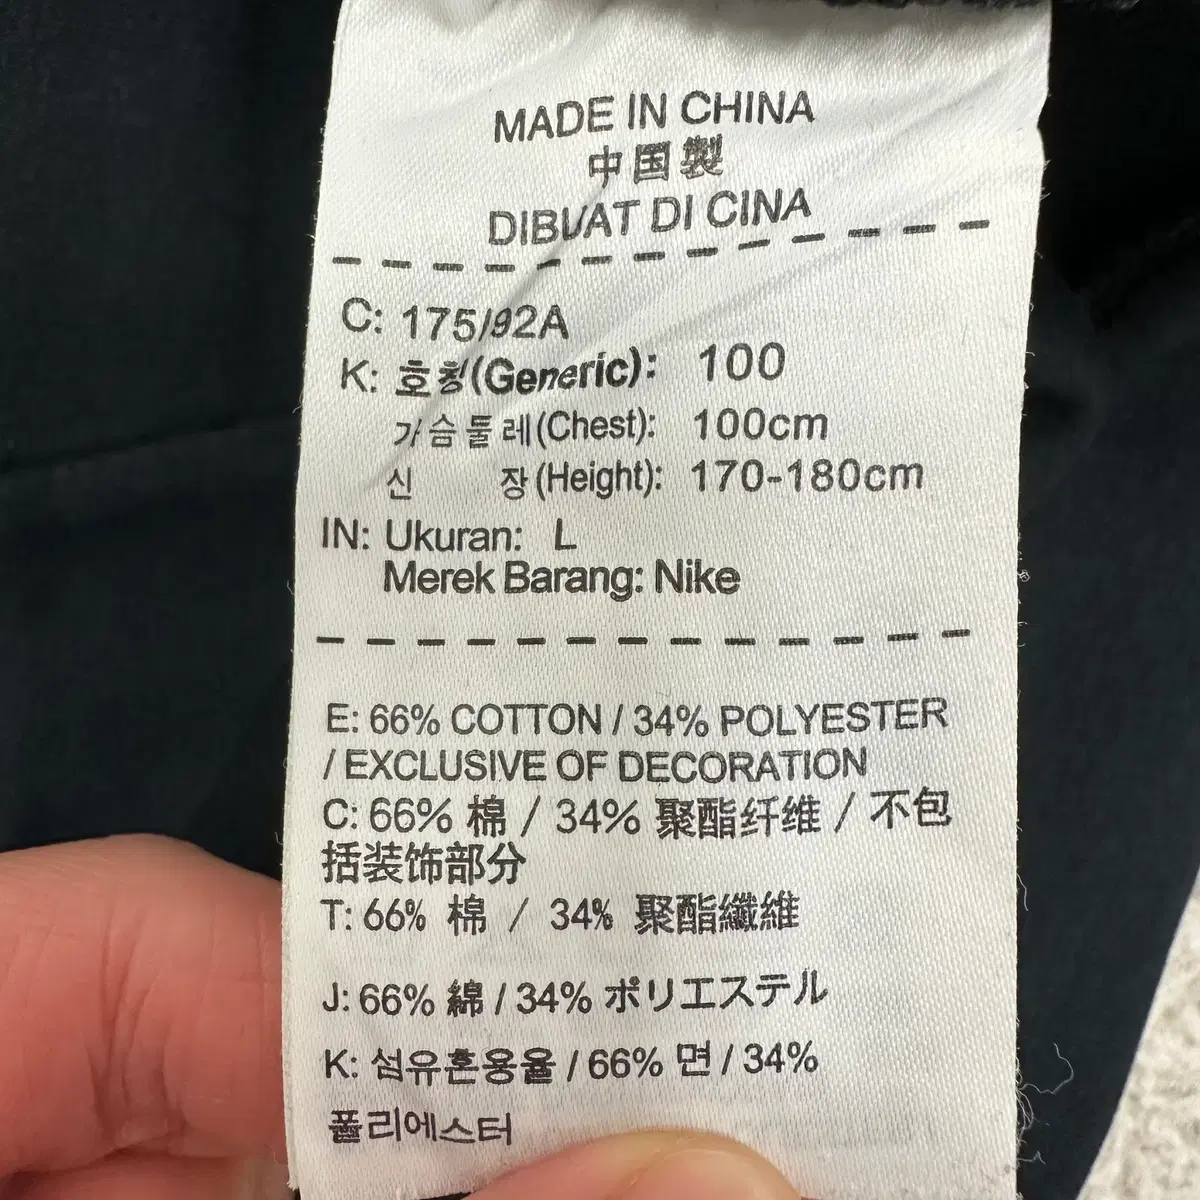 MADE IN CHINA
中国製
DIBUAT DI CINA
C: 175/92A
K: 호칭(Generic): 100
가슴둘레(Chest): 100cm
신 장(Height): 170-180cm
IN: Ukuran: L
Merek Barang: Nike
E: 66% COTTON / 34% POLYESTER
/ EXCLUSIVE OF DECORATION
C: 66% 棉 / 34% 聚酯纤维 / 不包
括装饰部分
T: 66% 棉 / 34% 聚酯纖維
J: 66% 綿 / 34% ポリエステル
K: 섬유혼용율 / 66% 면 / 34%
폴리에스터